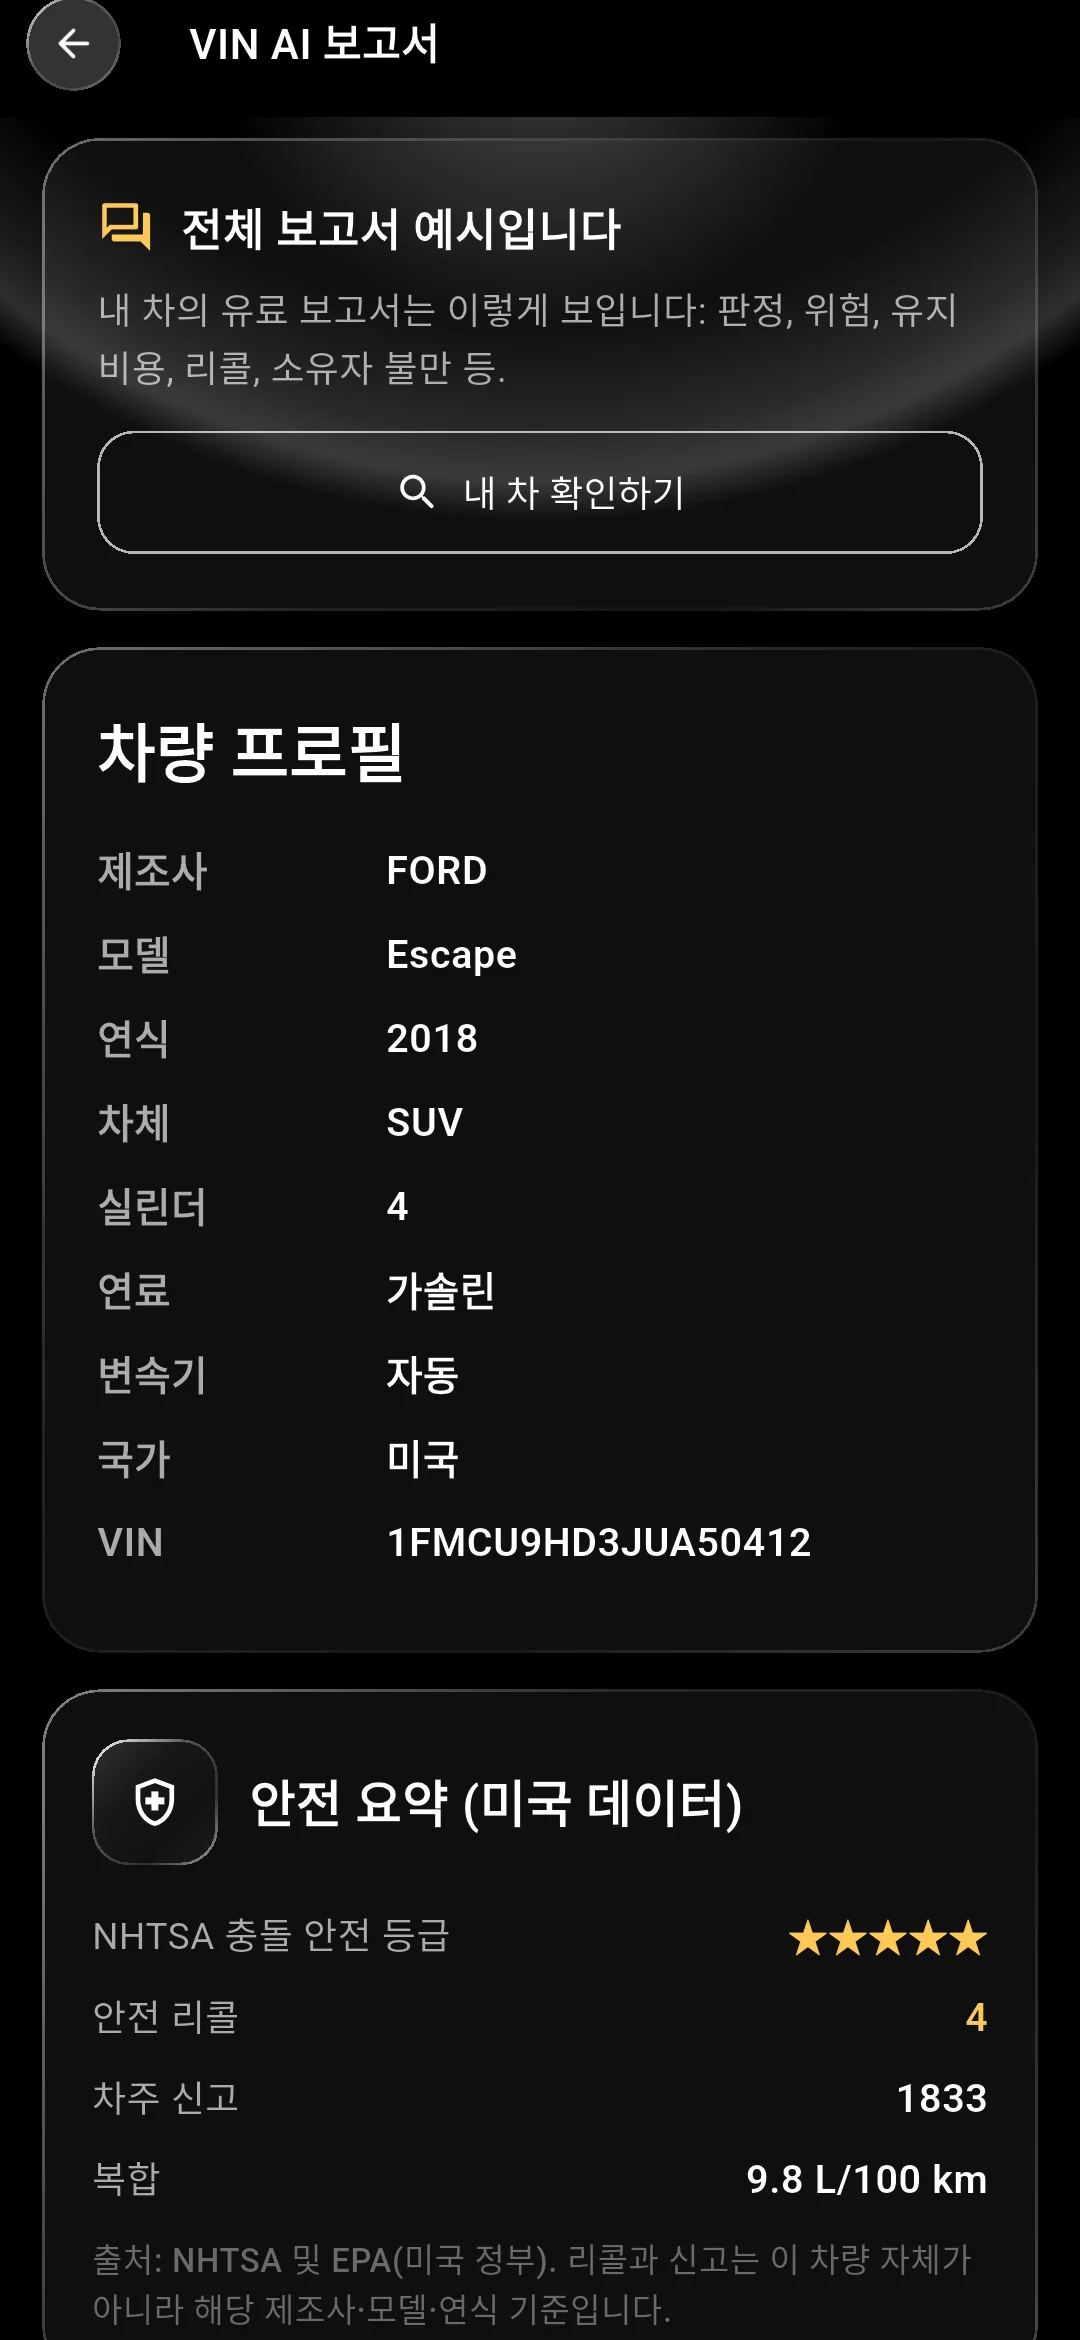 VIN AI 보고서
전체 보고서 예시입니다
내 차의 유료 보고서는 이렇게 보입니다: 판정, 위험, 유지
비용, 리콜, 소유자 불만 등.
내 차 확인하기
차량 프로필
제조사 FORD
모델 Escape
연식 2018
차체 SUV
실린더 4
연료 가솔린
변속기 자동
국가 미국
VIN 1FMCU9HD3JUA50412
안전 요약 (미국 데이터)
NHTSA 충돌 안전 등급 ★★★★★
안전 리콜 4
차주 신고 1833
복합 9.8 L/100 km
출처: NHTSA 및 EPA(미국 정부). 리콜과 신고는 이 차량 자체가
아니라 해당 제조사·모델·연식 기준입니다.